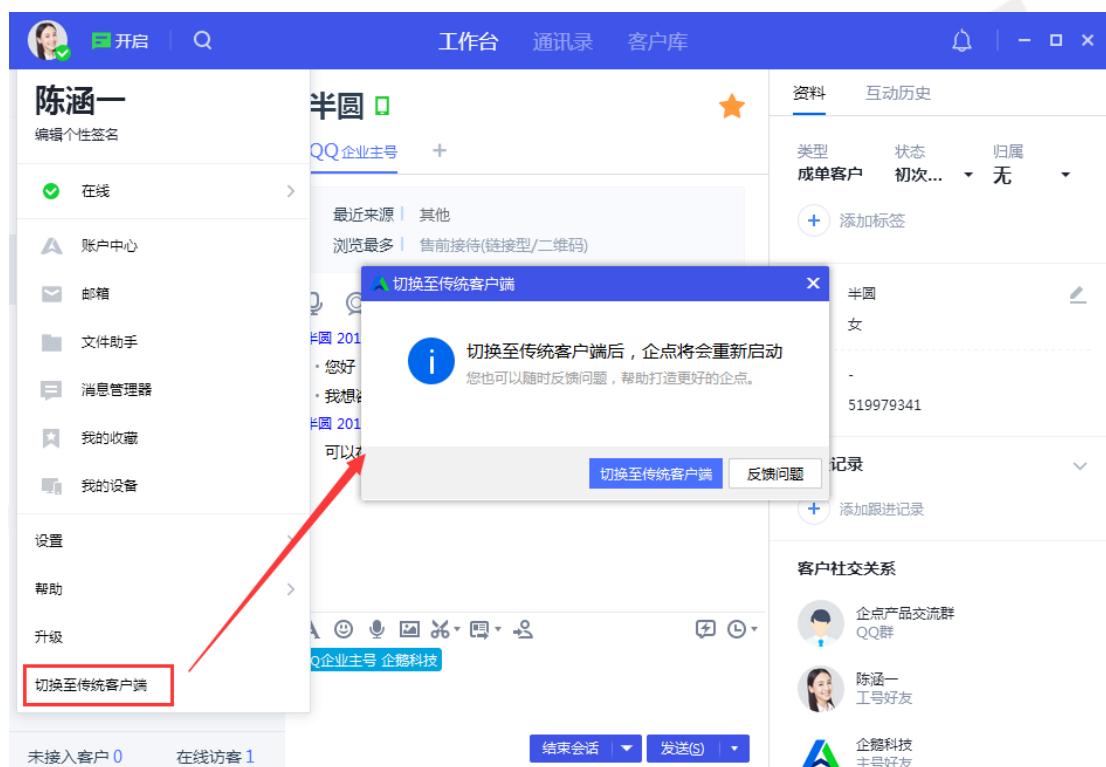 开启
工作台 通讯录 客户库
陈涵一
编辑个性签名
在线
账户中心
邮箱
文件助手
消息管理器
我的收藏
我的设备
设置
帮助
升级
切换至传统客户端
未接入客户 0 在线访客 1
半圆
QQ企业主号 +
最近来源 其他
浏览最多 售前接待(链接型/二维码)
半圆 201
· 您好
· 我想
半圆 201
可以
切换至传统客户端
切换至传统客户端后，企点将会重新启动
您也可以随时反馈问题，帮助打造更好的企点。
切换至传统客户端 反馈问题
Q企业主号 企鹅科技
结束会话 发送(S)
资料 互动历史
类型 状态 归属
成单客户 初次... 无
添加标签
半圆
女
-
519979341
记录
添加跟进记录
客户社交关系
企点产品交流群
QQ群
陈涵一
工号好友
企鹅科技
主号好友